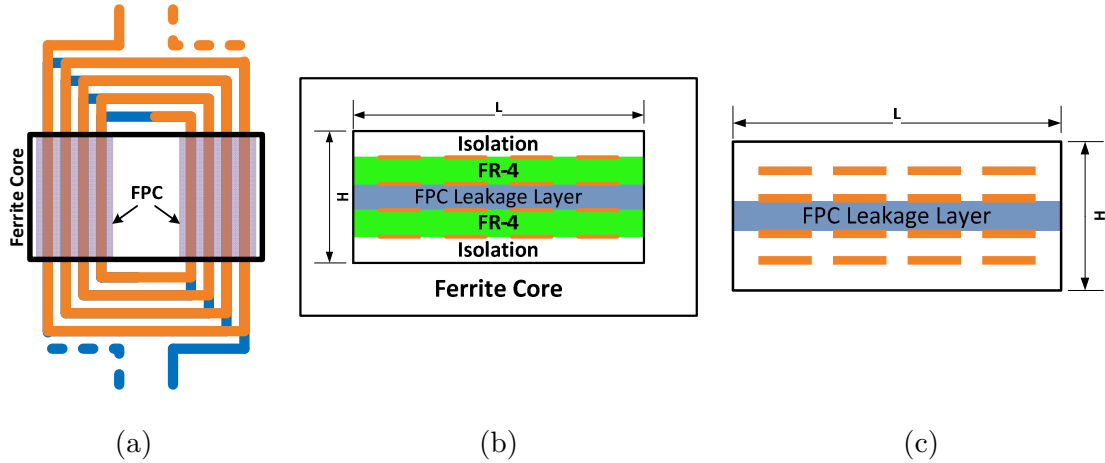 Ferrite Core
FPC
(a)
L
H
Isolation
FR-4
FPC Leakage Layer
FR-4
Isolation
Ferrite Core
(b)
L
FPC Leakage Layer
H
(c)